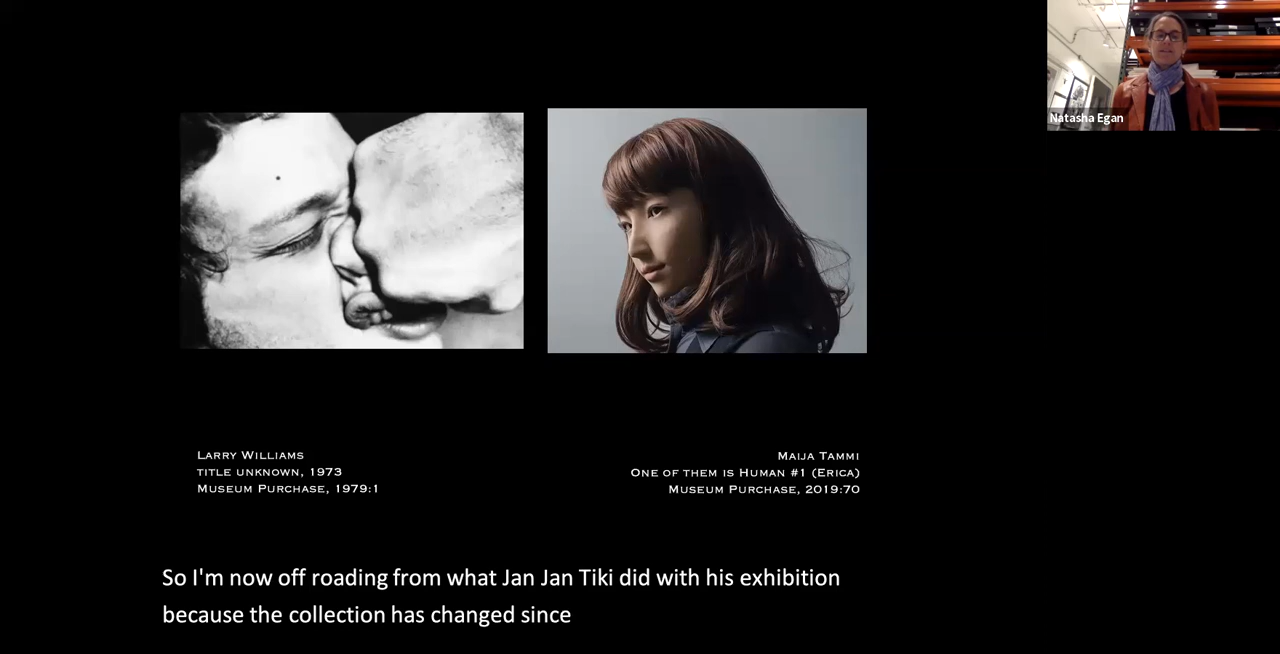 Natasha Egan
Larry Williams
title unknown, 1973
Museum Purchase, 1979:1
Maija Tammi
One of them is Human #1 (Erica)
Museum Purchase, 2019:70
So I'm now off roading from what Jan Jan Tiki did with his exhibition
because the collection has changed since